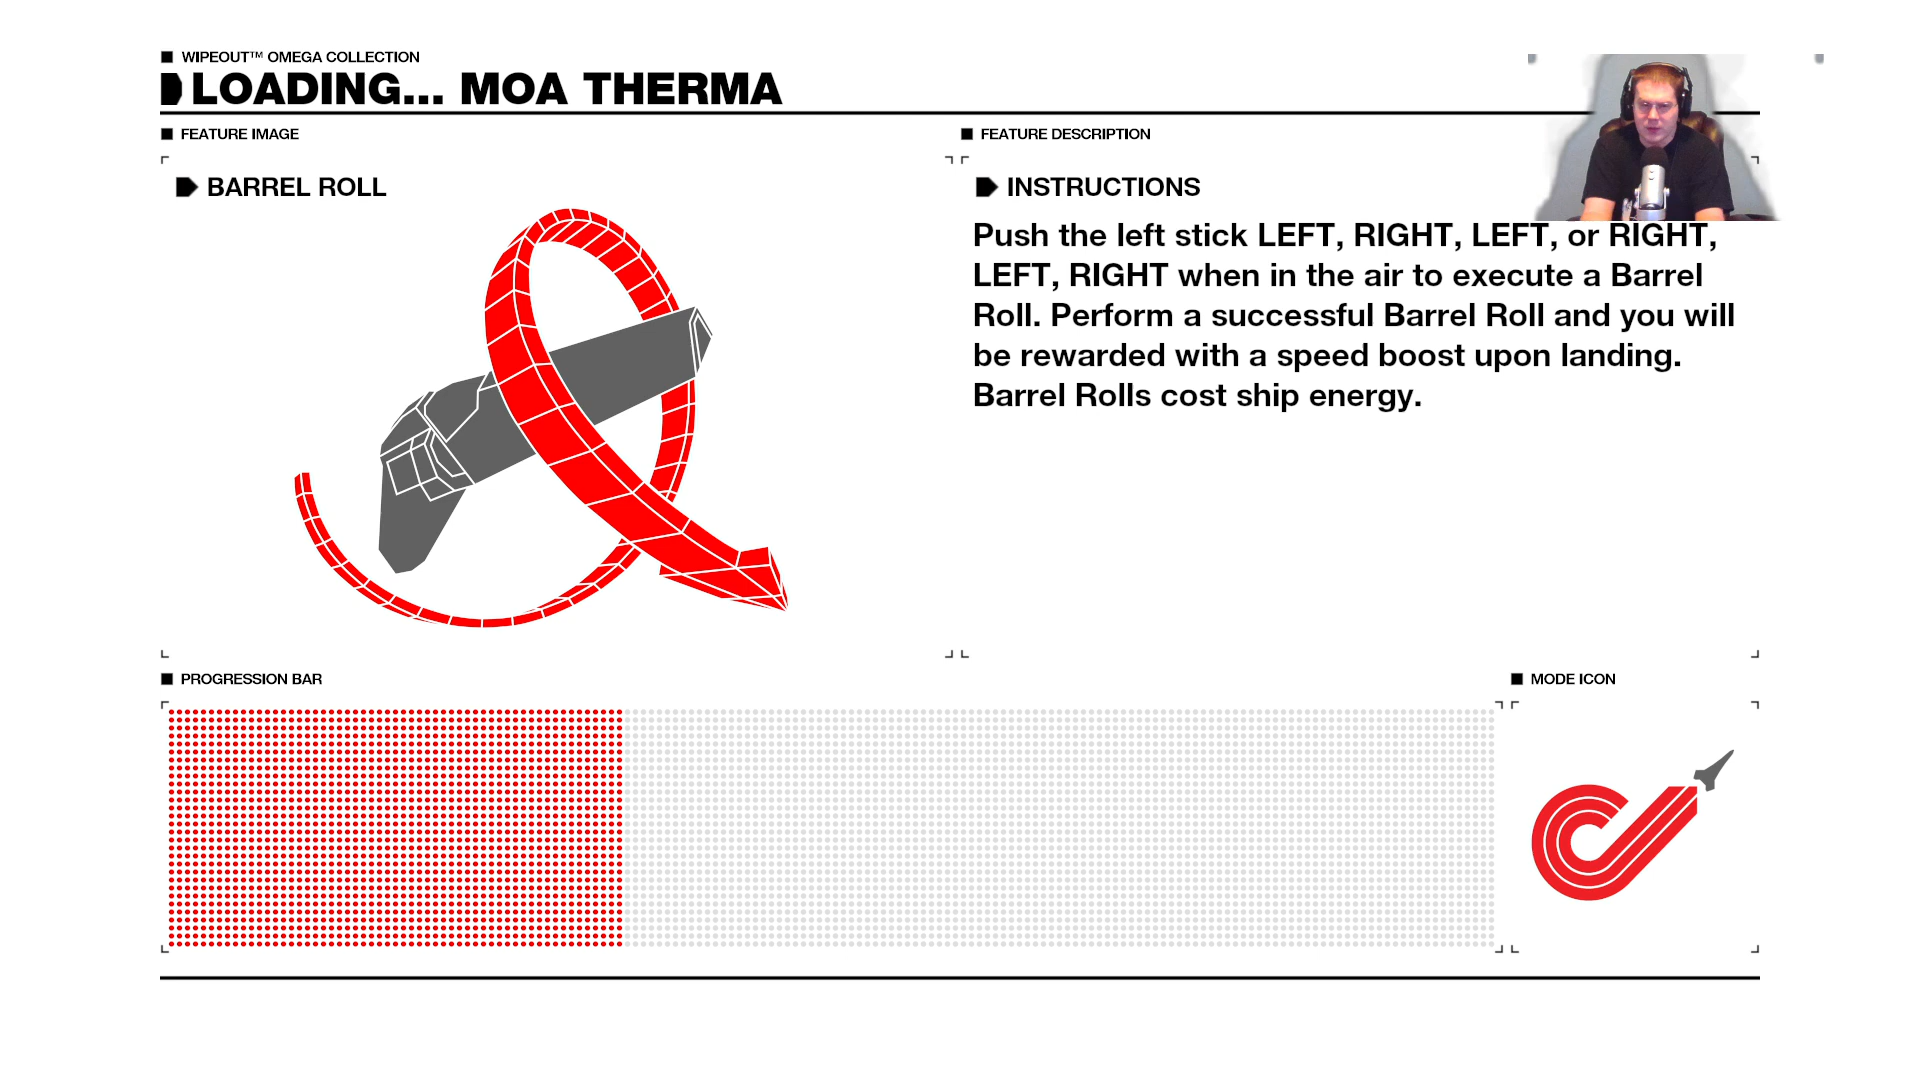 WIPEOUT™ OMEGA COLLECTION
LOADING... MOA THERMA
FEATURE IMAGE
BARREL ROLL
FEATURE DESCRIPTION
INSTRUCTIONS
Push the left stick LEFT, RIGHT, LEFT, or RIGHT,
LEFT, RIGHT when in the air to execute a Barrel
Roll. Perform a successful Barrel Roll and you will
be rewarded with a speed boost upon landing.
Barrel Rolls cost ship energy.
PROGRESSION BAR
MODE ICON